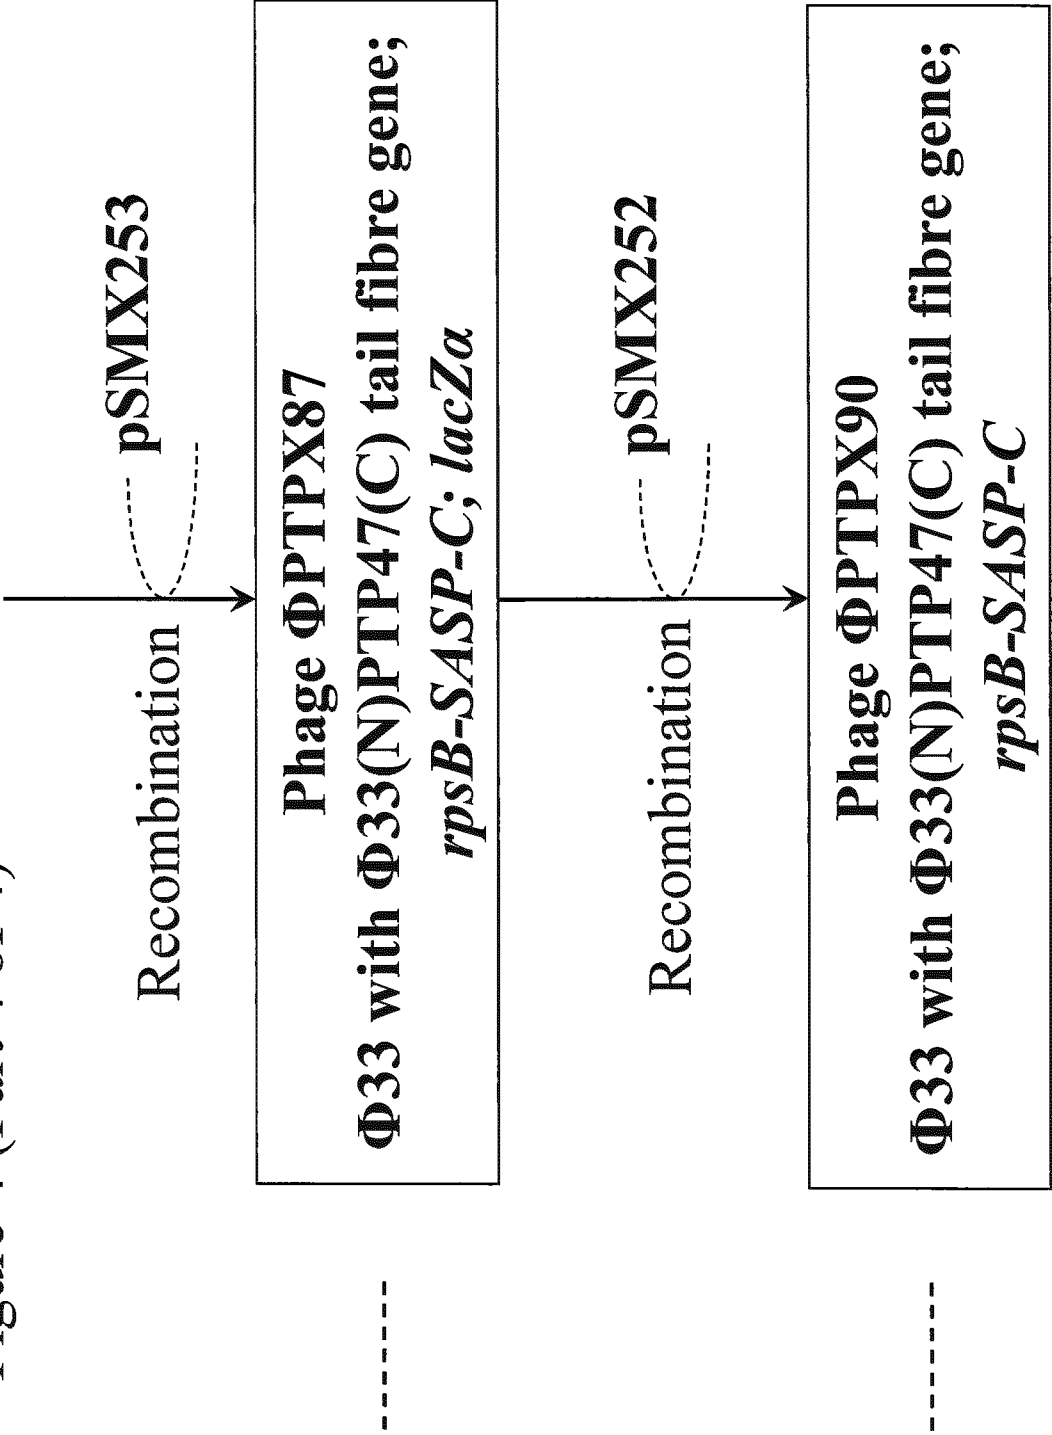 Recombination
pSMX253
Phage ΦPTPX87
Φ33 with Φ33(N)PTP47(C) tail fibre gene;
rpsB-SASP-C; lacZα
Recombination
pSMX252
Phage ΦPTPX90
Φ33 with Φ33(N)PTP47(C) tail fibre gene;
rpsB-SASP-C